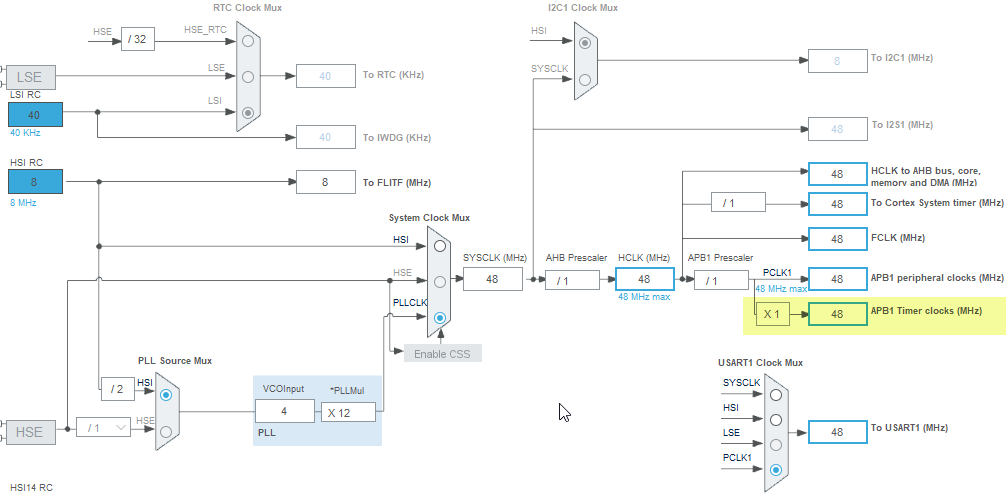 RTC Clock Mux
I2C1 Clock Mux
HSE
/ 32
HSE_RTC
HSI
LSE
LSE
40
To RTC (KHz)
SYSCLK
8
To I2C1 (MHz)
LSI RC
40
40 KHz
LSI
40
To IWDG (KHz)
48
To I2S1 (MHz)
HSI RC
8
8 MHz
8
To FLITF (MHz)
48
HCLK to AHB bus, core,
memory and DMA (MHz)
/ 1
48
To Cortex System timer (MHz)
System Clock Mux
HSI
48
FCLK (MHz)
SYSCLK (MHz)
AHB Prescaler
HCLK (MHz)
APB1 Prescaler
HSE
48
/ 1
48
48 MHz max
/ 1
PCLK1
48 MHz max
48
APB1 peripheral clocks (MHz)
PLLCLK
X 1
48
APB1 Timer clocks (MHz)
Enable CSS
PLL Source Mux
USART1 Clock Mux
/ 2
HSI
VCOInput
*PLLMul
4
X 12
PLL
SYSCLK
HSI
HSE
/ 1
HSE
LSE
48
To USART1 (MHz)
PCLK1
HSI14 RC